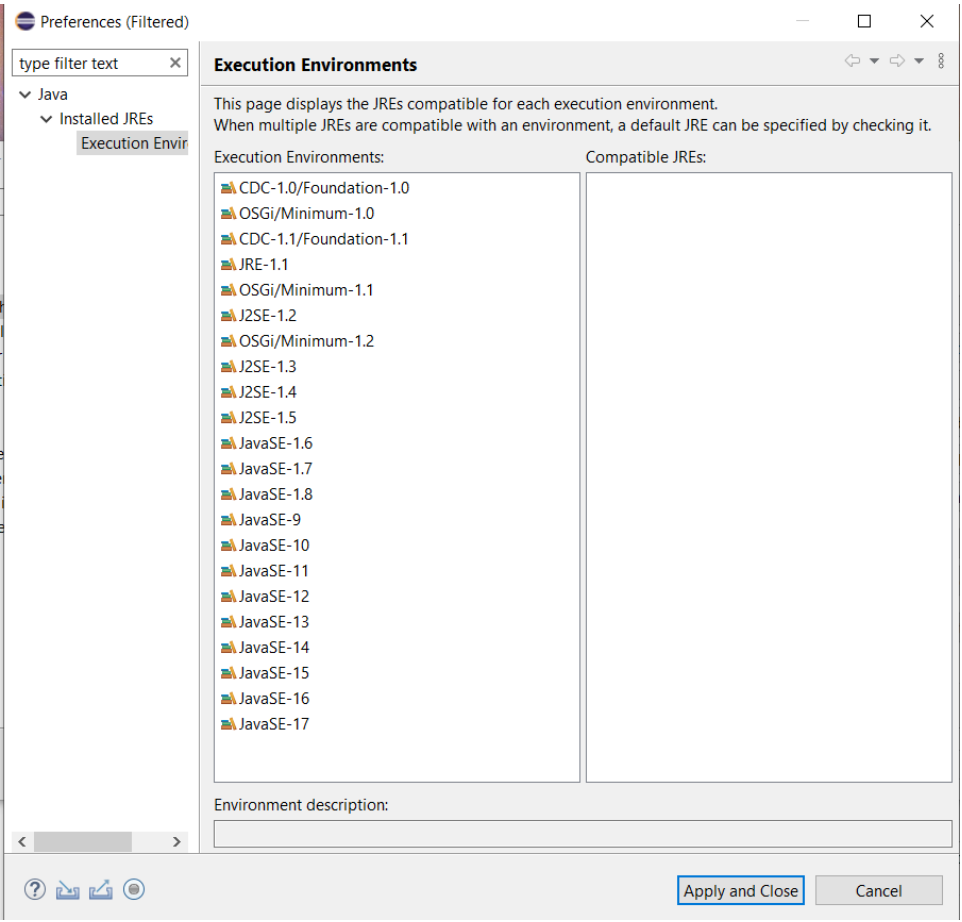 Preferences (Filtered)
type filter text
Java
Installed JREs
Execution Envir
Execution Environments
This page displays the JREs compatible for each execution environment.
When multiple JREs are compatible with an environment, a default JRE can be specified by checking it.
Execution Environments:
Compatible JREs:
CDC-1.0/Foundation-1.0
OSGi/Minimum-1.0
CDC-1.1/Foundation-1.1
JRE-1.1
OSGi/Minimum-1.1
J2SE-1.2
OSGi/Minimum-1.2
J2SE-1.3
J2SE-1.4
J2SE-1.5
JavaSE-1.6
JavaSE-1.7
JavaSE-1.8
JavaSE-9
JavaSE-10
JavaSE-11
JavaSE-12
JavaSE-13
JavaSE-14
JavaSE-15
JavaSE-16
JavaSE-17
Environment description:
Apply and Close
Cancel